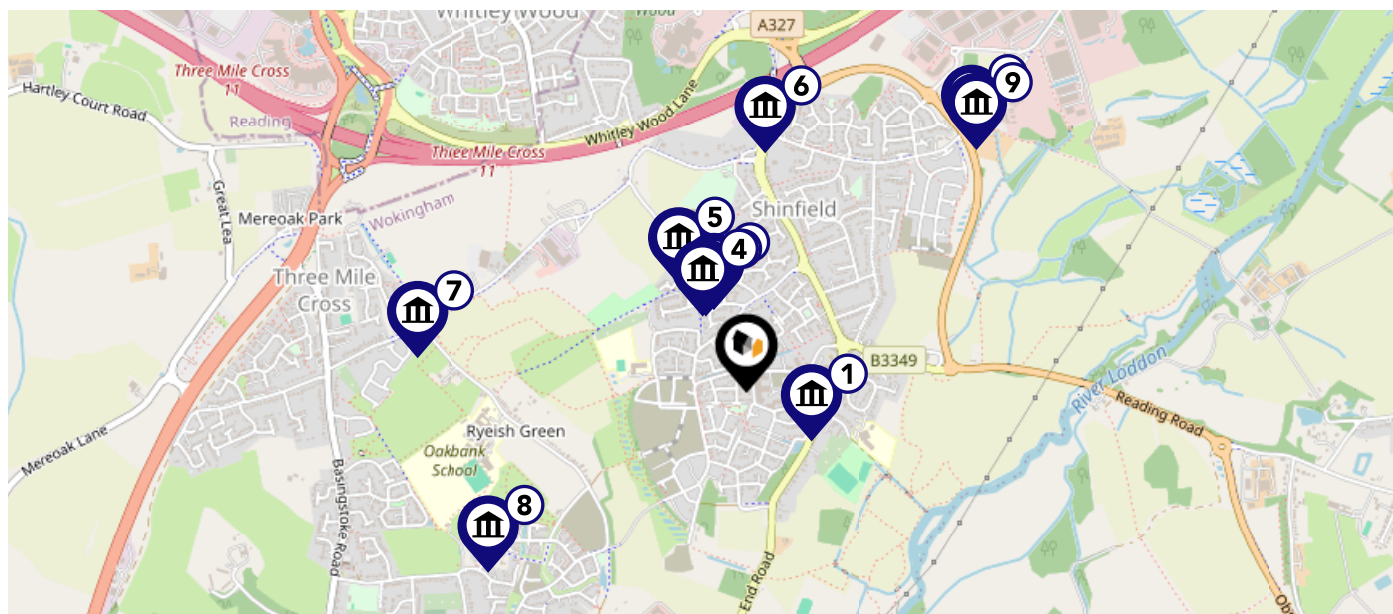 Whitley Wood
Wood
A327
Three Mile Cross
11
Hartley Court Road
Reading
Whitley Wood Lane
6
9
Three Mile Cross
11
Great Lea
Mereoak Park
Wokingham
Shinfield
5
4
Three Mile
Cross
7
B3349
1
River Loddon
Reading Road
Mereoak Lane
Ryeish Green
Oakbank
School
Basingstoke Road
8
End Road